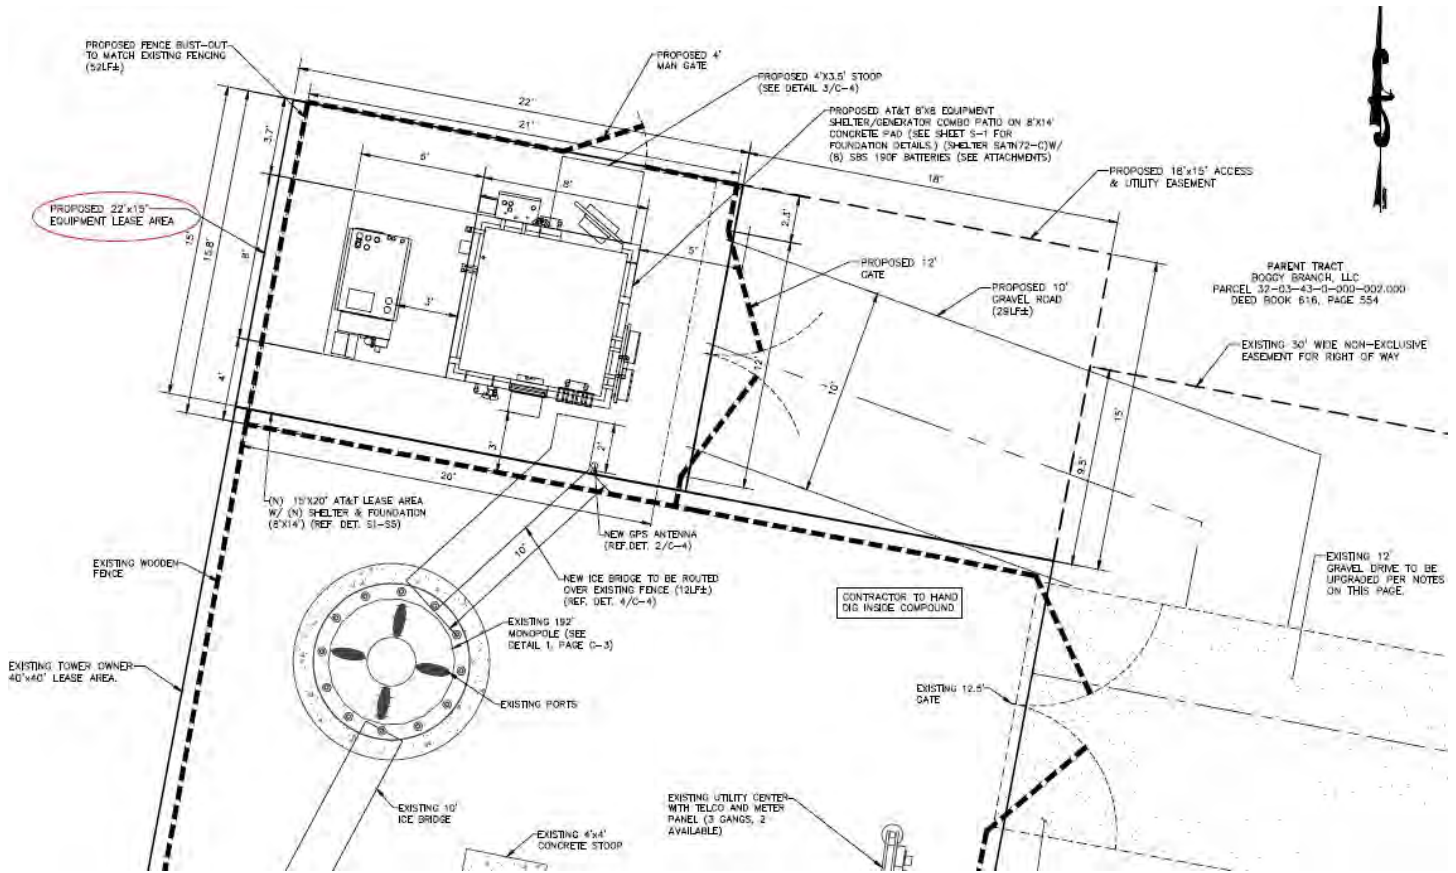 PROPOSED FENCE BUST-OUT
TO MATCH EXISTING FENCING
(52LF±)
PROPOSED 4'
MAN GATE
PROPOSED 4'X3.5' STOOP
(SEE DETAIL 3/C-4)
PROPOSED AT&T 8'X8 EQUIPMENT
SHELTER/GENERATOR COMBO PATIO ON 8'X14'
CONCRETE PAD (SEE SHEET S-1 FOR
FOUNDATION DETAILS.) (SHELTER SATN72-C)W/
(8) SBS 190F BATTERIES (SEE ATTACHMENTS)
22'
21'
18'
PROPOSED 18'x15' ACCESS
& UTILITY EASEMENT
3.7'
6'
8'
PROPOSED 22'x15'
EQUIPMENT LEASE AREA
15'
15.8'
8'
2.4'
5'
PROPOSED 12'
GATE
PROPOSED 10'
GRAVEL ROAD
(29LF±)
PARENT TRACT
BOGGY BRANCH, LLC
PARCEL 32-03-43-0-000-002.000
DEED BOOK 616, PAGE 554
3'
EXISTING 30' WIDE NON-EXCLUSIVE
EASEMENT FOR RIGHT OF WAY
4'
12'
10'
15'
9.5'
3'
2'
20'
(N) 15'X20' AT&T LEASE AREA
W/ (N) SHELTER & FOUNDATION
(8'X14') (REF. DET. S1-S5)
NEW GPS ANTENNA
(REF.DET. 2/C-4)
10'
EXISTING WOODEN
FENCE
NEW ICE BRIDGE TO BE ROUTED
OVER EXISTING FENCE (12LF±)
(REF. DET. 4/C-4)
CONTRACTOR TO HAND
DIG INSIDE COMPOUND
EXISTING 12'
GRAVEL DRIVE TO BE
UPGRADED PER NOTES
ON THIS PAGE.
EXISTING 192'
MONOPOLE (SEE
DETAIL 1, PAGE C-3)
EXISTING TOWER OWNER
40'x40' LEASE AREA.
EXISTING PORTS
EXISTING 12.5'
GATE
EXISTING 10'
ICE BRIDGE
EXISTING UTILITY CENTER
WITH TELCO AND METER
PANEL (3 GANGS, 2
AVAILABLE)
EXISTING 4'x4'
CONCRETE STOOP